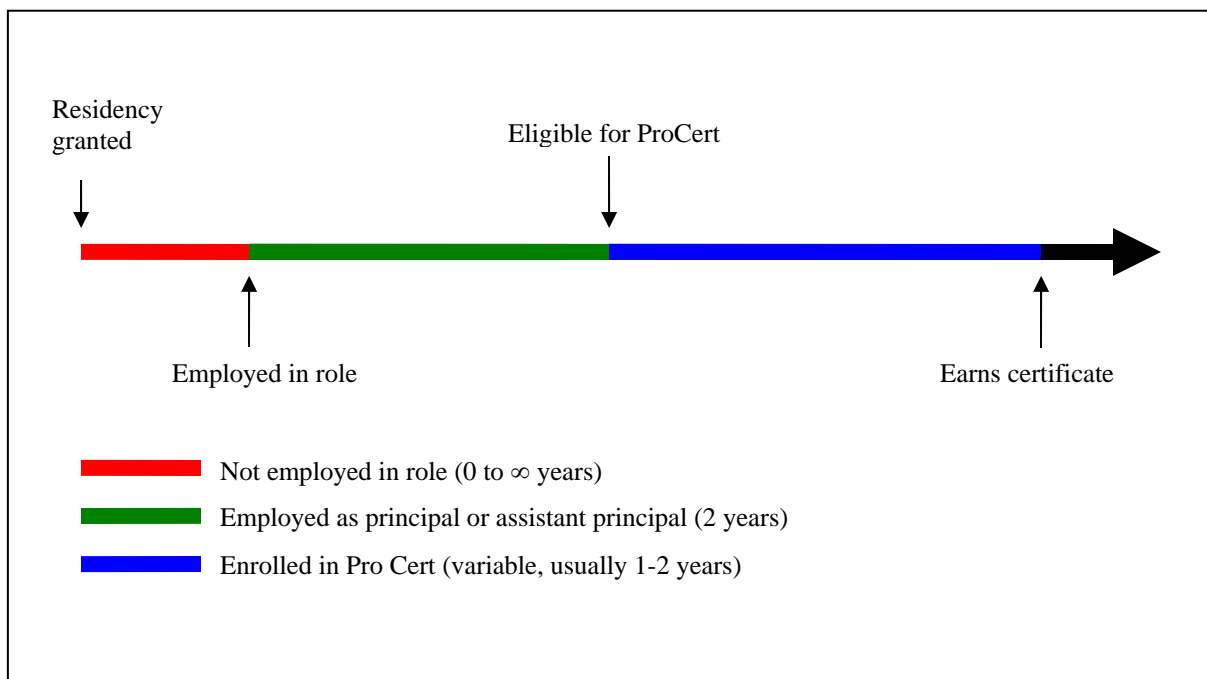 Residency
granted
Eligible for ProCert
Employed in role
Earns certificate
Not employed in role (0 to ∞ years)
Employed as principal or assistant principal (2 years)
Enrolled in Pro Cert (variable, usually 1-2 years)